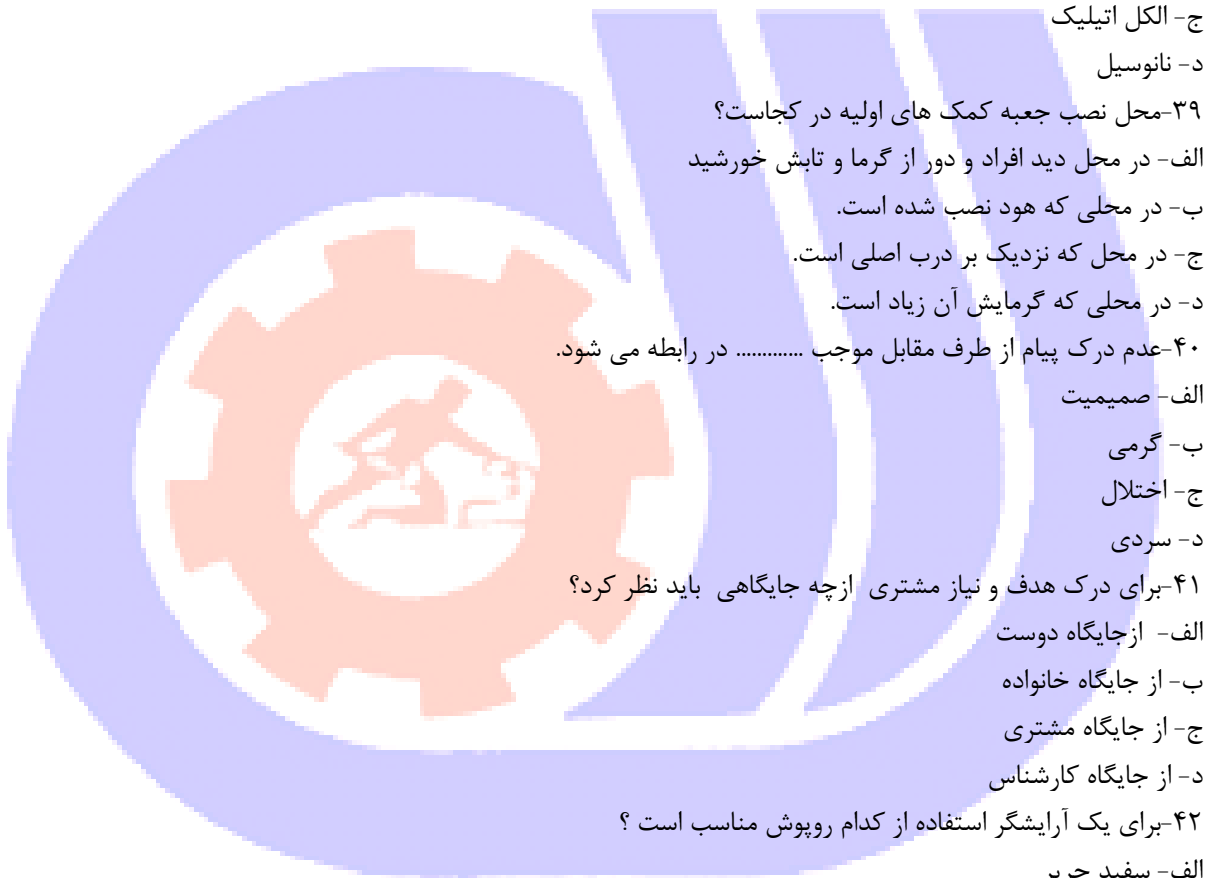 ج- الکل اتیلیک
د- نانوسیل
۳۹-محل نصب جعبه کمک های اولیه در کجاست؟
الف- در محل دید افراد و دور از گرما و تابش خورشید
ب- در محلی که هود نصب شده است.
ج- در محل که نزدیک بر درب اصلی است.
د- در محلی که گرمایش آن زیاد است.
۴۰-عدم درک پیام از طرف مقابل موجب ............. در رابطه می شود.
الف- صمیمیت
ب- گرمی
ج- اختلال
د- سردی
۴۱-برای درک هدف و نیاز مشتری ازچه جایگاهی باید نظر کرد؟
الف- ازجایگاه دوست
ب- از جایگاه خانواده
ج- از جایگاه مشتری
د- از جایگاه کارشناس
۴۲-برای یک آرایشگر استفاده از کدام روپوش مناسب است ؟
الف- سفید حریر